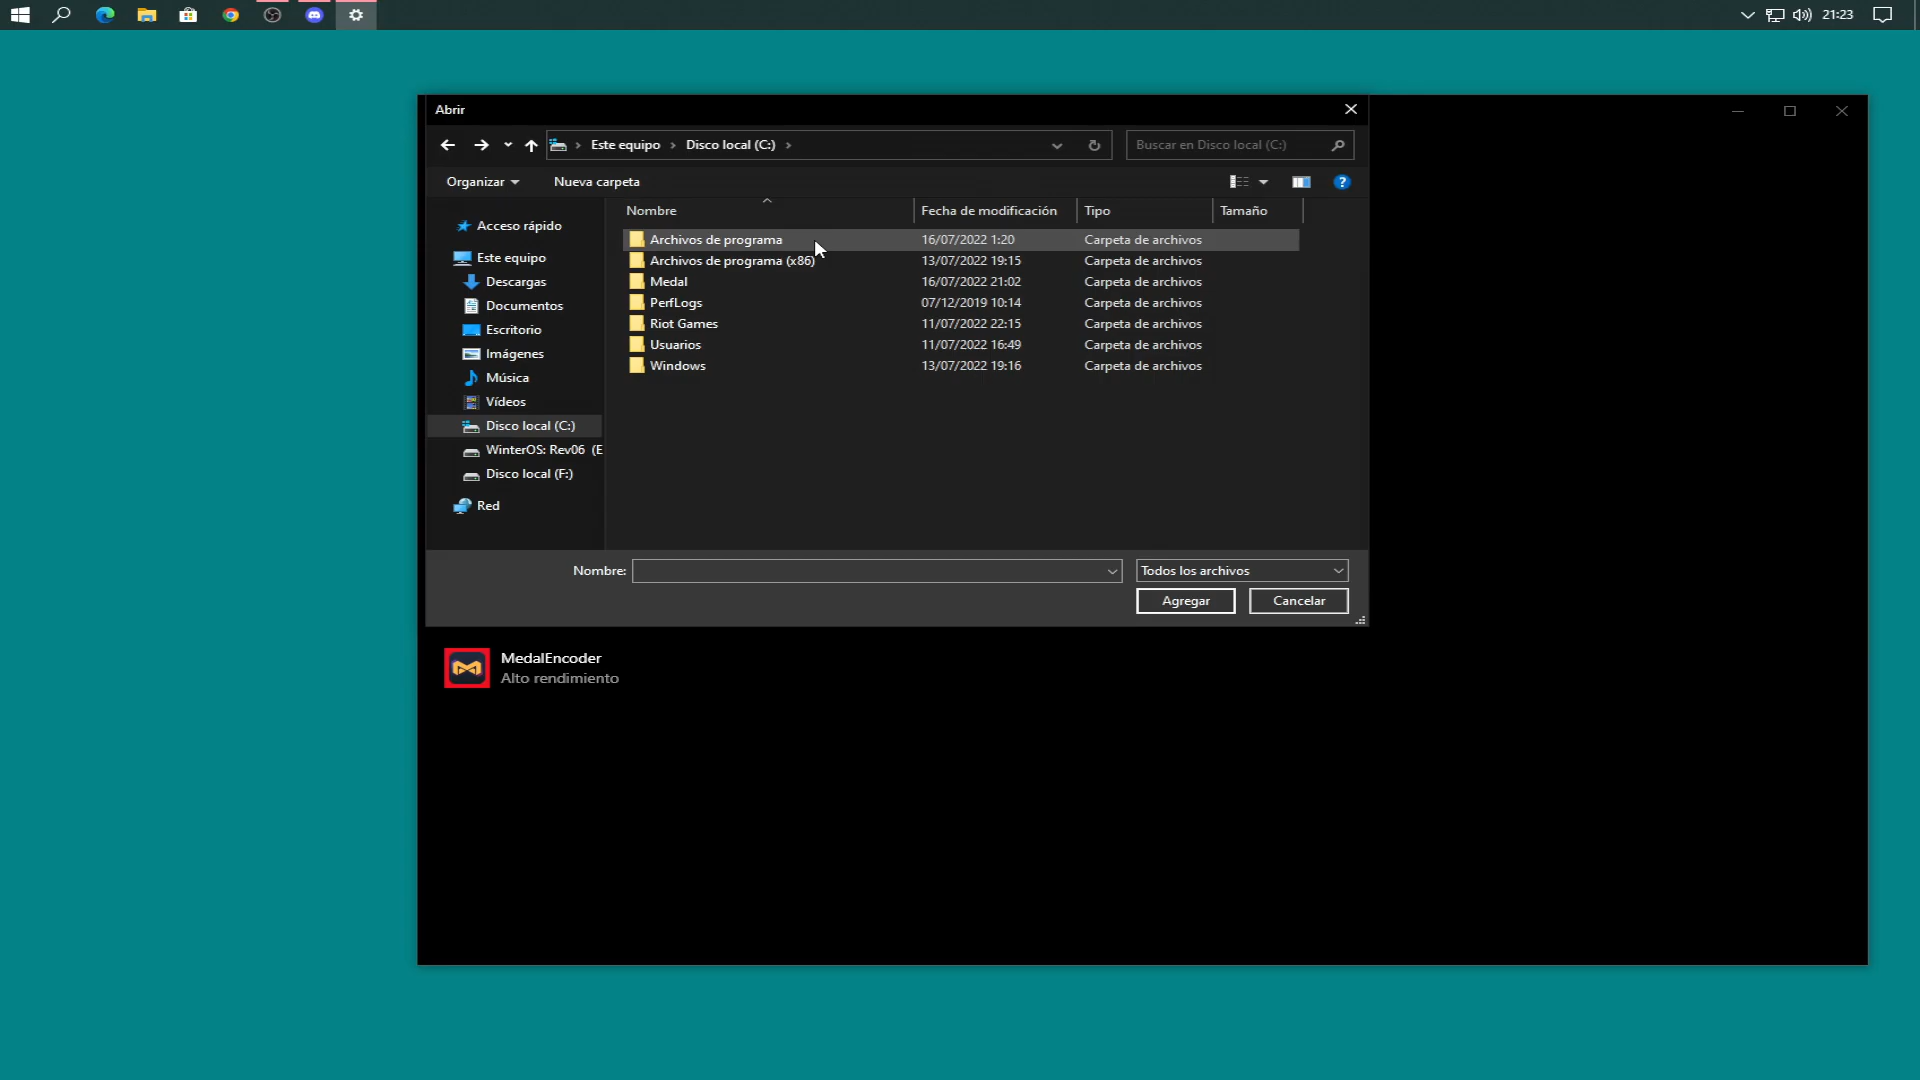 21:23
Abrir
Este equipo
Disco local (C:)
Buscar en Disco local (C:)
Organizar
Nueva carpeta
?
Nombre
Fecha de modificación
Tipo
Tamaño
Acceso rápido
Este equipo
Descargas
Documentos
Escritorio
Imágenes
Música
Vídeos
Disco local (C:)
WinterOS: Rev06 (E
Disco local (F:)
Red
Archivos de programa 16/07/2022 1:20 Carpeta de archivos
Archivos de programa (x86) 13/07/2022 19:15 Carpeta de archivos
Medal 16/07/2022 21:02 Carpeta de archivos
PerfLogs 07/12/2019 10:14 Carpeta de archivos
Riot Games 11/07/2022 22:15 Carpeta de archivos
Usuarios 11/07/2022 16:49 Carpeta de archivos
Windows 13/07/2022 19:16 Carpeta de archivos
Nombre:
Todos los archivos
Agregar
Cancelar
MedalEncoder
Alto rendimiento